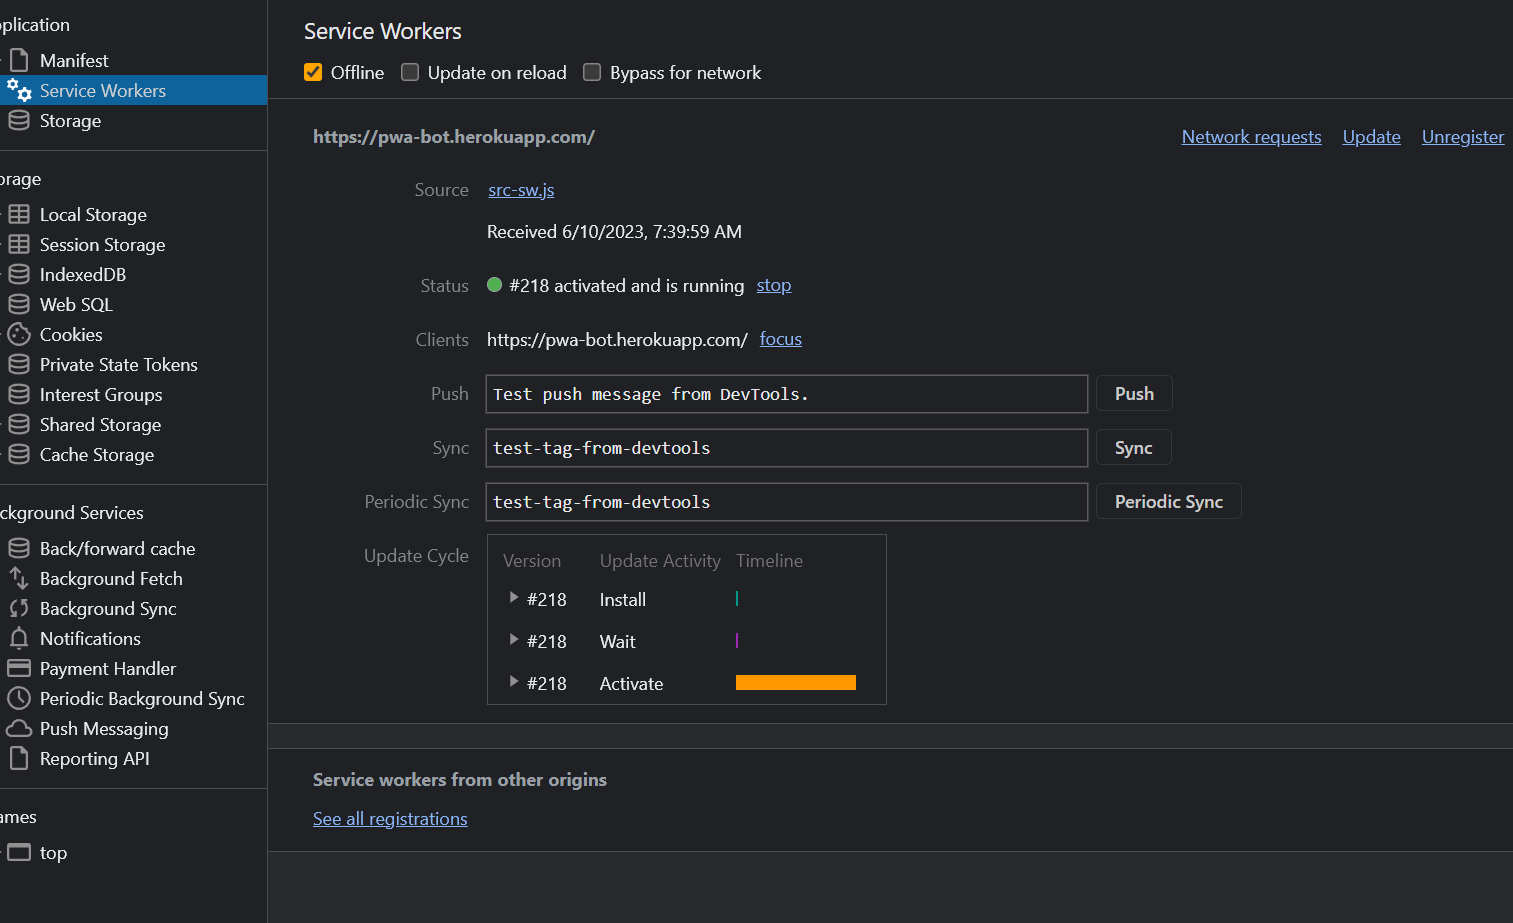 plication
Manifest
Service Workers
Storage
orage
Local Storage
Session Storage
IndexedDB
Web SQL
Cookies
Private State Tokens
Interest Groups
Shared Storage
Cache Storage
ckground Services
Back/forward cache
Background Fetch
Background Sync
Notifications
Payment Handler
Periodic Background Sync
Push Messaging
Reporting API
ames
top
Service Workers
Offline Update on reload Bypass for network
https://pwa-bot.herokuapp.com/ Network requests Update Unregister
Source src-sw.js
Received 6/10/2023, 7:39:59 AM
Status #218 activated and is running stop
Clients https://pwa-bot.herokuapp.com/ focus
Push Test push message from DevTools. Push
Sync test-tag-from-devtools Sync
Periodic Sync test-tag-from-devtools Periodic Sync
Update Cycle Version Update Activity Timeline
#218 Install
#218 Wait
#218 Activate
Service workers from other origins
See all registrations